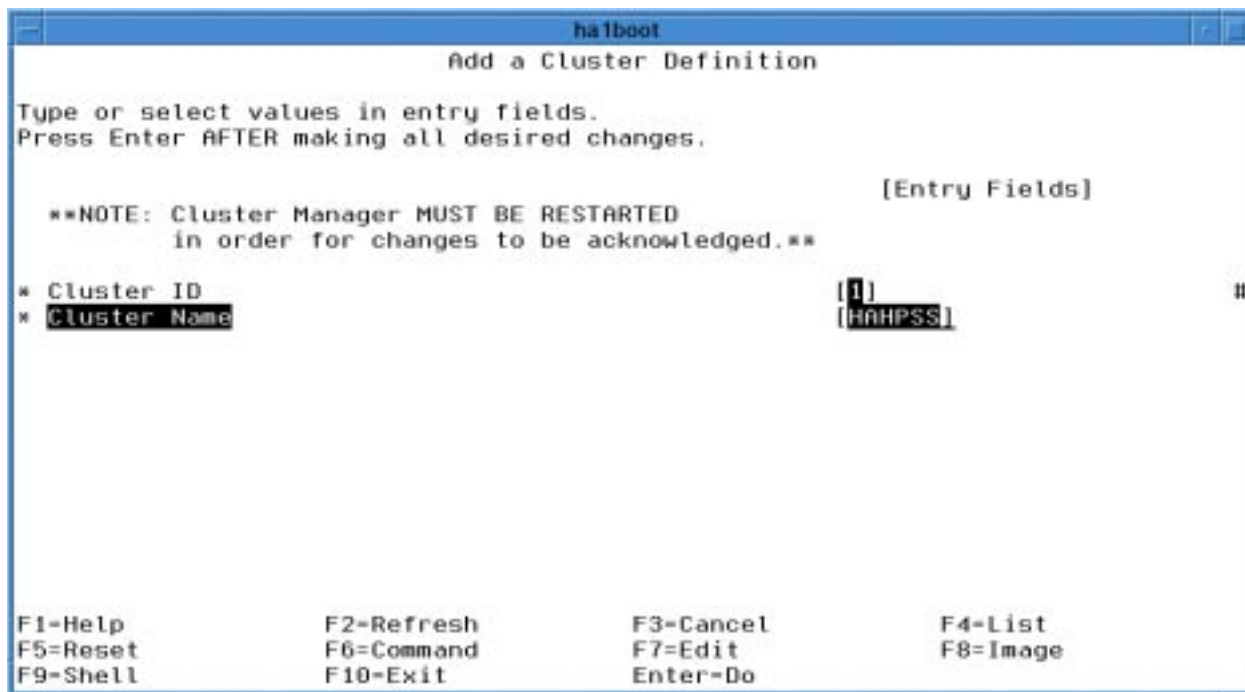 ha1boot
Add a Cluster Definition
Type or select values in entry fields.
Press Enter AFTER making all desired changes.
[Entry Fields]
**NOTE: Cluster Manager MUST BE RESTARTED
in order for changes to be acknowledged.**
* Cluster ID [1] #
* Cluster Name [HAHPSS]
F1=Help F2=Refresh F3=Cancel F4=List
F5=Reset F6=Command F7=Edit F8=Image
F9=Shell F10=Exit Enter=Do